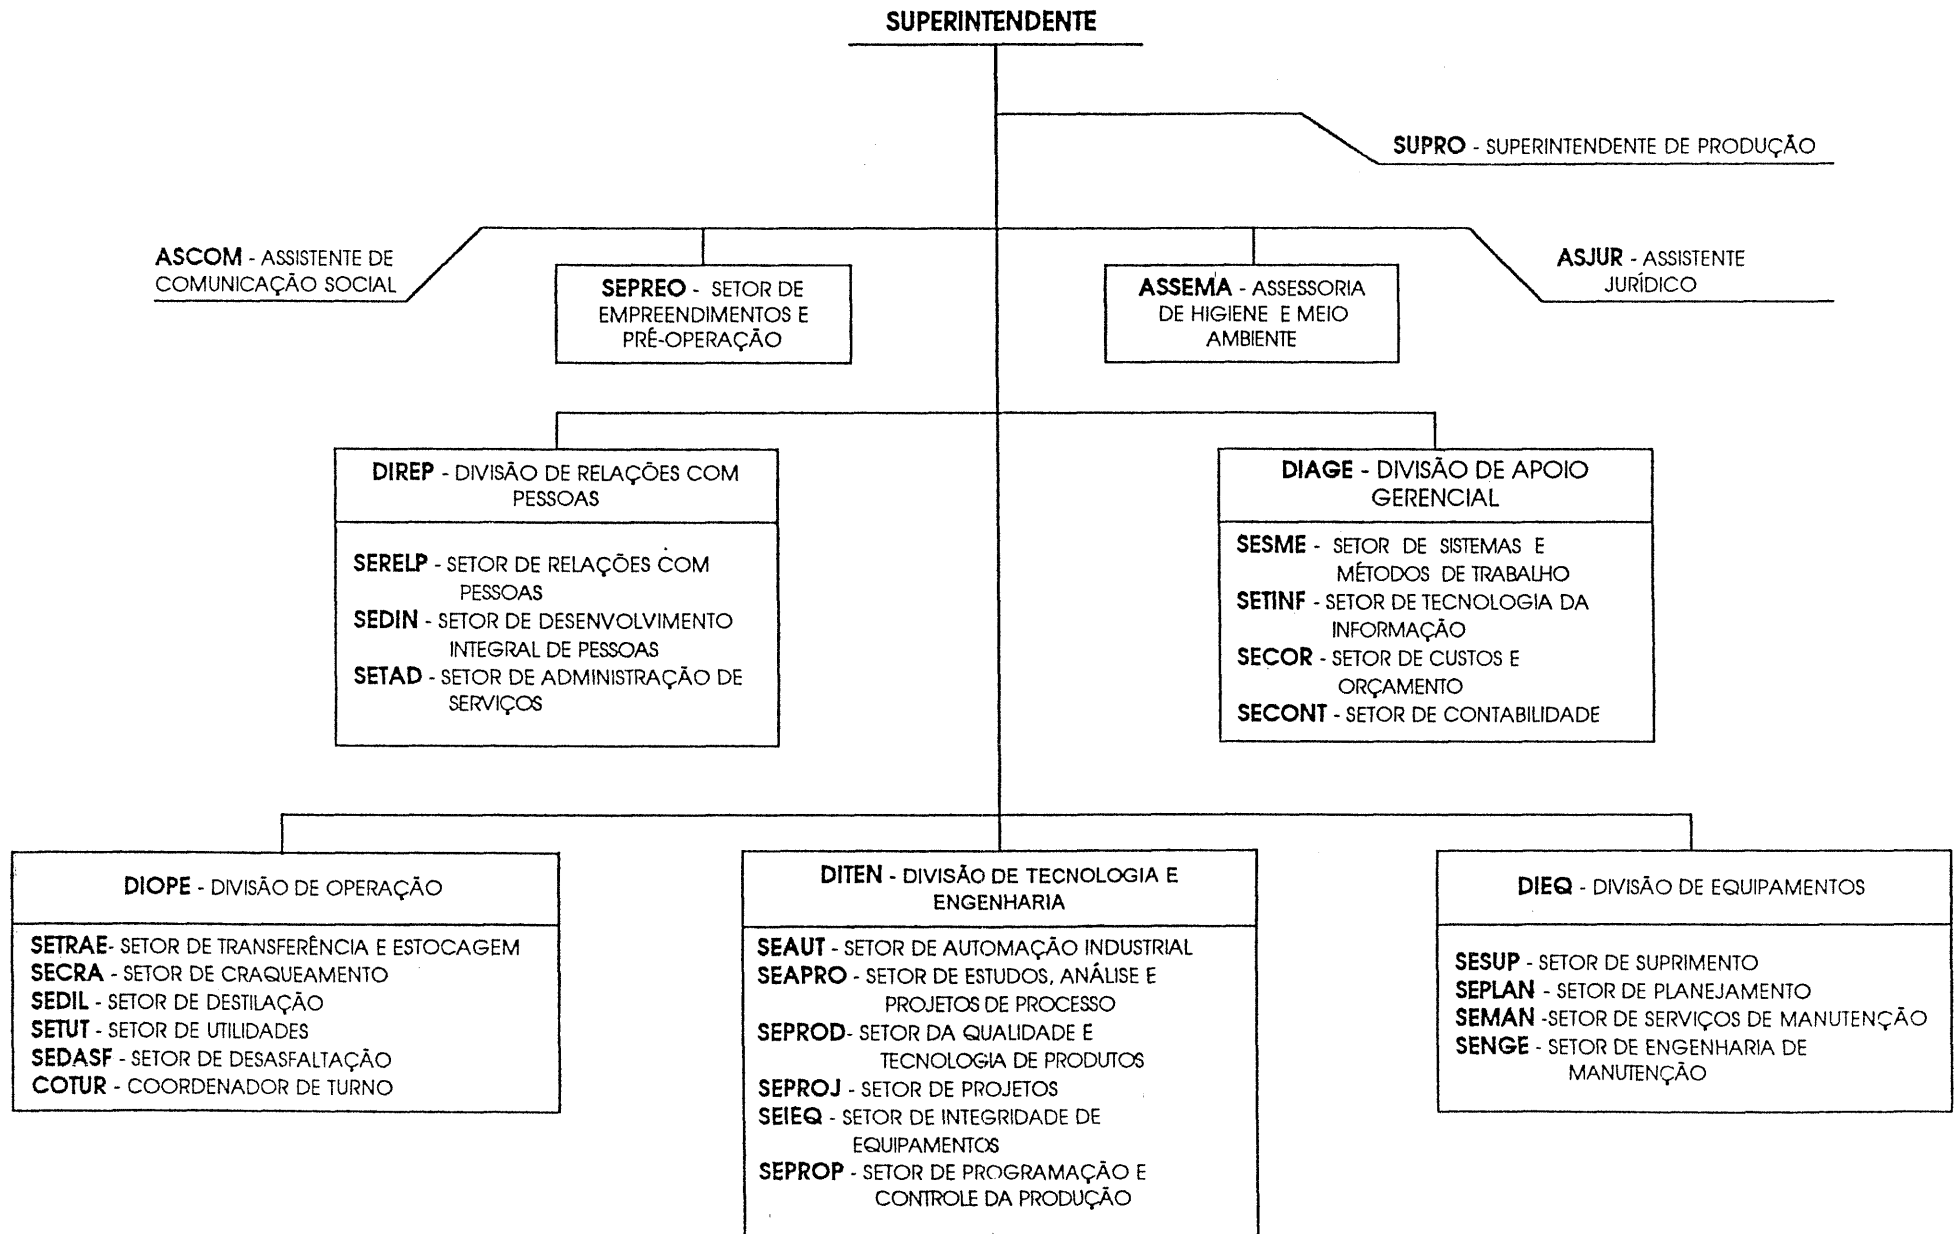 SUPERINTENDENTE
SUPRO - SUPERINTENDENTE DE PRODUÇÃO
ASCOM - ASSISTENTE DE
COMUNICAÇÃO SOCIAL
SEPREO - SETOR DE
EMPREENDIMENTOS E
PRÉ-OPERAÇÃO
ASSEMA - ASSESSORIA
DE HIGIENE E MEIO
AMBIENTE
ASJUR - ASSISTENTE
JURÍDICO
DIREP - DIVISÃO DE RELAÇÕES COM
PESSOAS
SERELP - SETOR DE RELAÇÕES COM
PESSOAS
SEDIN - SETOR DE DESENVOLVIMENTO
INTEGRAL DE PESSOAS
SETAD - SETOR DE ADMINISTRAÇÃO DE
SERVIÇOS
DIAGE - DIVISÃO DE APOIO
GERENCIAL
SESME - SETOR DE SISTEMAS E
MÉTODOS DE TRABALHO
SETINF - SETOR DE TECNOLOGIA DA
INFORMAÇÃO
SECOR - SETOR DE CUSTOS E
ORÇAMENTO
SECONT - SETOR DE CONTABILIDADE
DIOPE - DIVISÃO DE OPERAÇÃO
SETRAE- SETOR DE TRANSFERÊNCIA E ESTOCAGEM
SECRA - SETOR DE CRAQUEAMENTO
SEDIL - SETOR DE DESTILAÇÃO
SETUT - SETOR DE UTILIDADES
SEDASF - SETOR DE DESASFALTAÇÃO
COTUR - COORDENADOR DE TURNO
DITEN - DIVISÃO DE TECNOLOGIA E
ENGENHARIA
SEAUT - SETOR DE AUTOMAÇÃO INDUSTRIAL
SEAPRO - SETOR DE ESTUDOS, ANÁLISE E
PROJETOS DE PROCESSO
SEPROD- SETOR DA QUALIDADE E
TECNOLOGIA DE PRODUTOS
SEPROJ - SETOR DE PROJETOS
SEIEQ - SETOR DE INTEGRIDADE DE
EQUIPAMENTOS
SEPROP - SETOR DE PROGRAMAÇÃO E
CONTROLE DA PRODUÇÃO
DIEQ - DIVISÃO DE EQUIPAMENTOS
SESUP - SETOR DE SUPRIMENTO
SEPLAN - SETOR DE PLANEJAMENTO
SEMAN -SETOR DE SERVIÇOS DE MANUTENÇÃO
SENGE - SETOR DE ENGENHARIA DE
MANUTENÇÃO